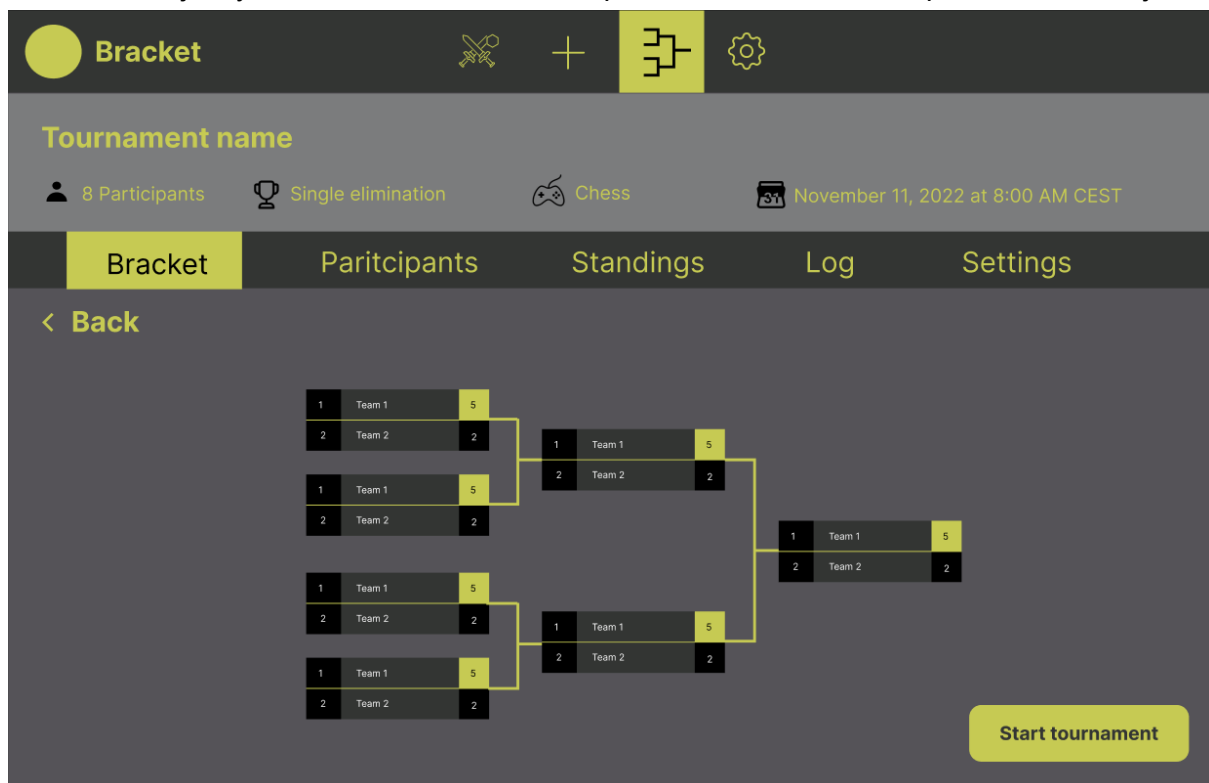 Bracket
Tournament name
8 Participants Single elimination Chess 31 November 11, 2022 at 8:00 AM CEST
Bracket Paritcipants Standings Log Settings
< Back
1 Team 1 5
2 Team 2 2
1 Team 1 5
2 Team 2 2
1 Team 1 5
2 Team 2 2
1 Team 1 5
2 Team 2 2
1 Team 1 5
2 Team 2 2
1 Team 1 5
2 Team 2 2
1 Team 1 5
2 Team 2 2
Start tournament